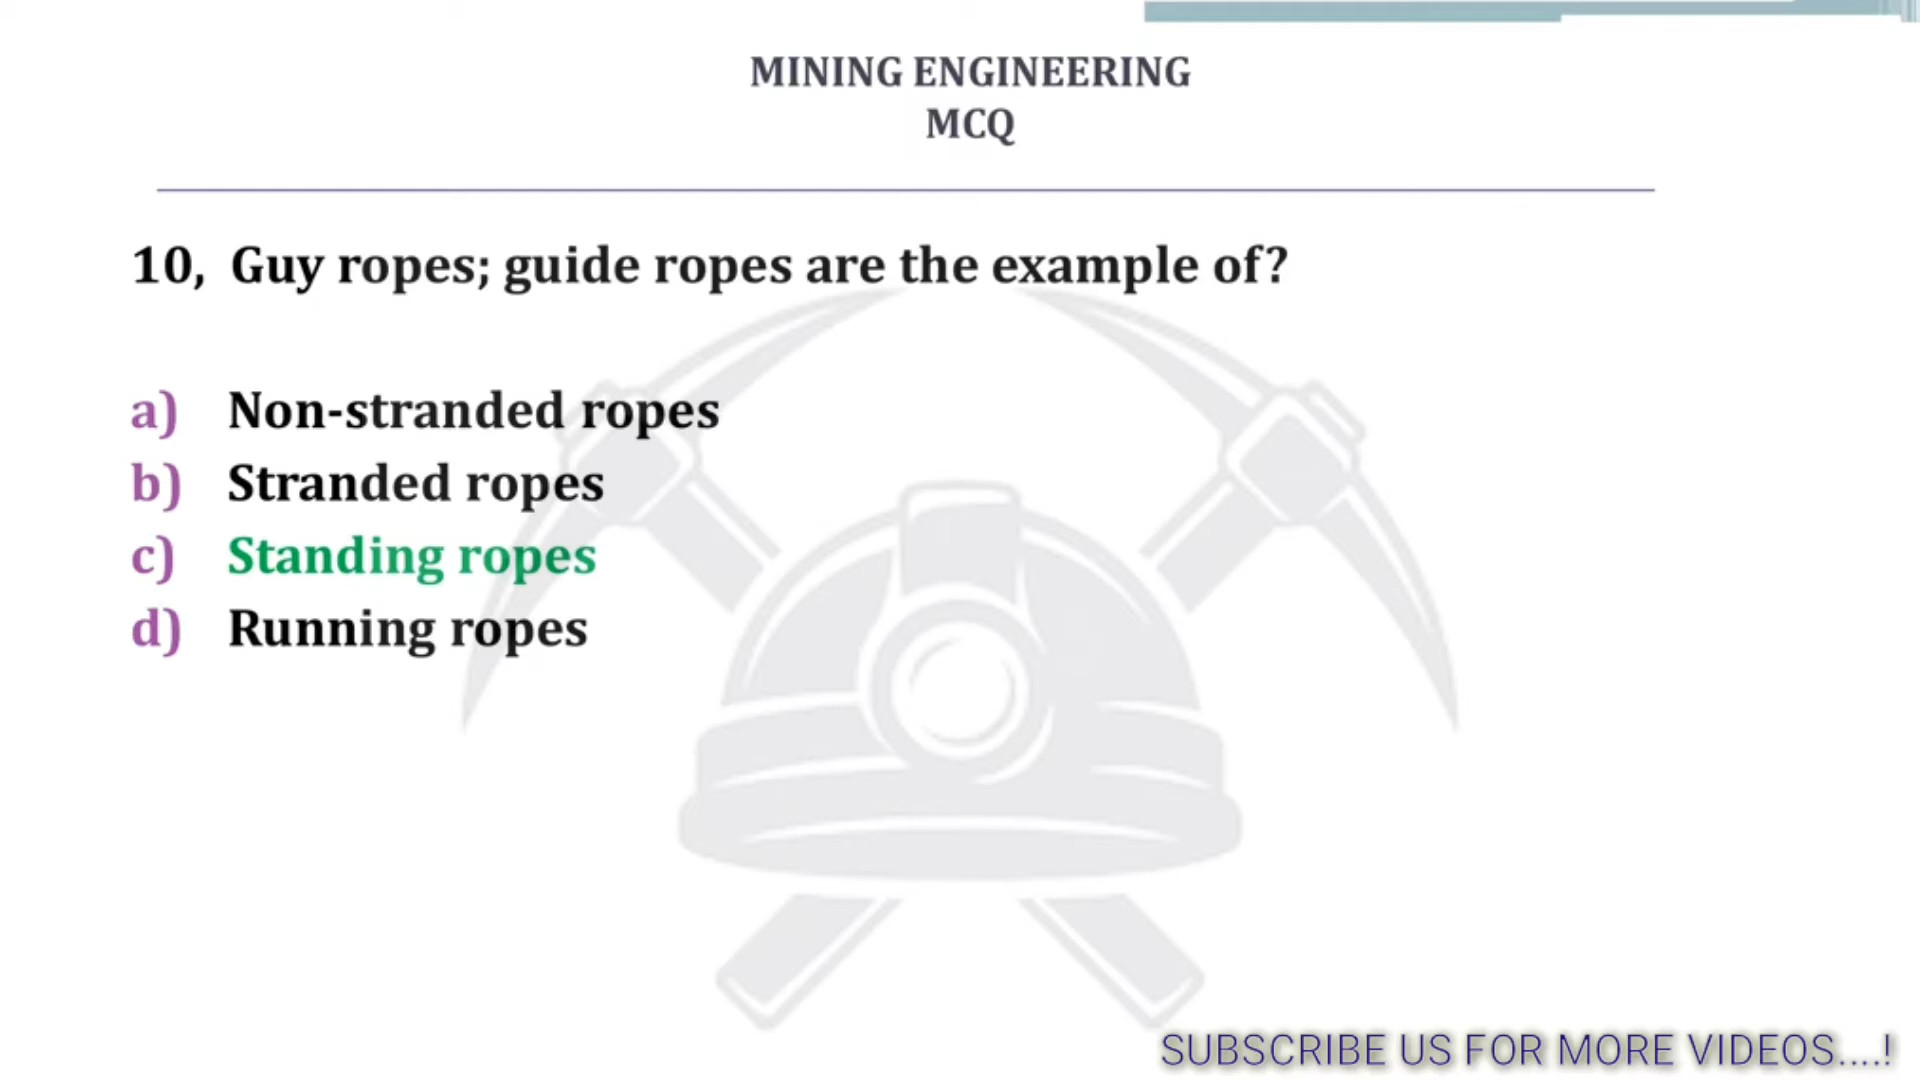 MINING ENGINEERING
MCQ
10, Guy ropes; guide ropes are the example of?
a) Non-stranded ropes
b) Stranded ropes
c) Standing ropes
d) Running ropes
SUBSCRIBE US FOR MORE VIDEOS....!